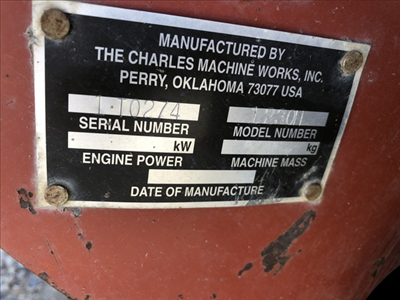 MANUFACTURED BY
THE CHARLES MACHINE WORKS, INC.
PERRY, OKLAHOMA 73077 USA
SERIAL NUMBER MODEL NUMBER
kW kg
ENGINE POWER MACHINE MASS
DATE OF MANUFACTURE